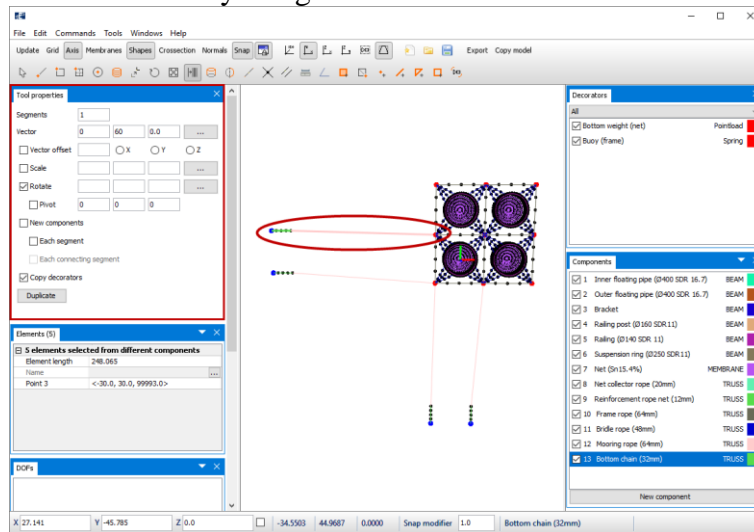 File Edit Commands Tools Windows Help
Update Grid Axis Membranes Shapes Crossection Normals Snap Export Copy model
Tool properties
Segments 1
Vector 0 60 0.0 ...
Vector offset X Y Z
Scale ...
Rotate ...
Pivot 0 0 0
New components
Each segment
Each connecting segment
Copy decorators
Duplicate
Elements (5)
5 elements selected from different components
Element length 248.065
Name ...
Point 3 <-30.0, 30.0, 99993.0>
DOFs
Decorators
All
Bottom weight (net) Pointload
Buoy (frame) Spring
Components
1 Inner floating pipe (Ø400 SDR 16.7) BEAM
2 Outer floating pipe (Ø400 SDR 16.7) BEAM
3 Bracket BEAM
4 Railing post (Ø160 SDR11) BEAM
5 Railing (Ø140 SDR 11) BEAM
6 Suspension ring (Ø250 SDR11) BEAM
7 Net (Sn15.4%) MEMBRANE
8 Net collector rope (20mm) TRUSS
9 Reinforcement rope net (12mm) TRUSS
10 Frame rope (64mm) TRUSS
11 Bridle rope (48mm) TRUSS
12 Mooring rope (64mm) TRUSS
13 Bottom chain (32mm) TRUSS
New component
X 27.141 Y -45.785 Z 0.0 -34.5503 44.9687 0.0000 Snap modifier 1.0 Bottom chain (32mm)